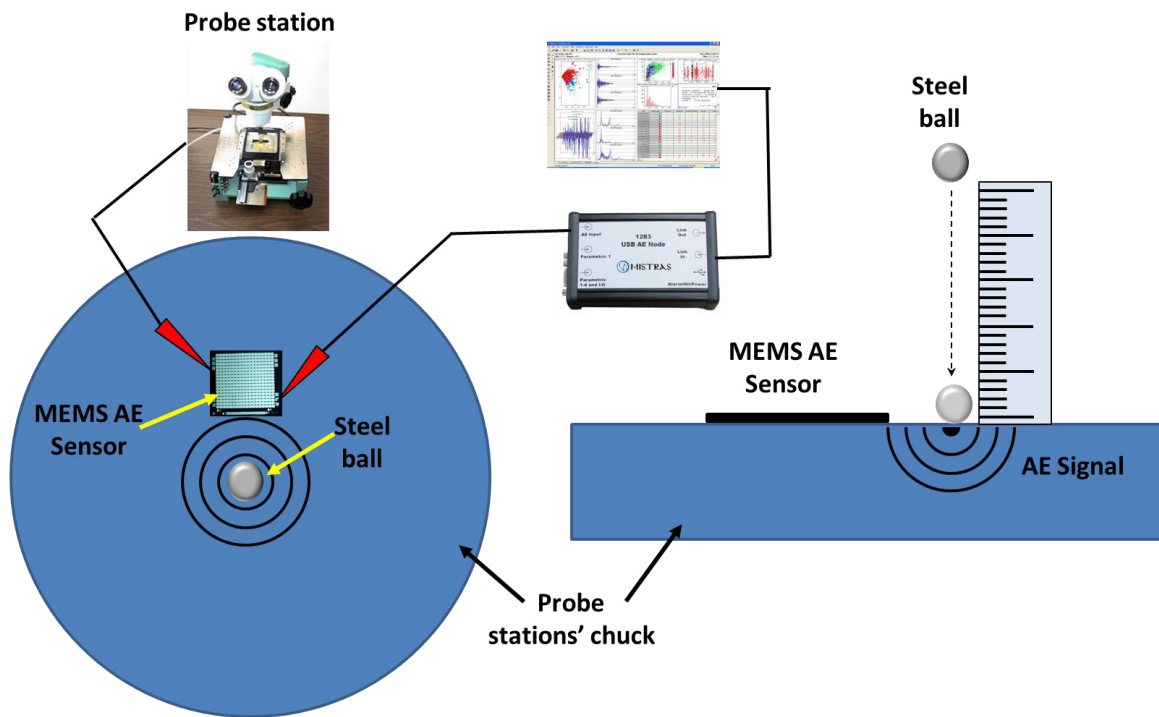 Probe station
Steel
ball
AE Input
Parametric 1
Parametric
1-4 and I/O
1283
USB AE Node
MISTRAS
Line
Out
Link
In
Alarm/Hit/Power
MEMS AE
Sensor
Steel
ball
MEMS AE
Sensor
AE Signal
Probe
stations’ chuck